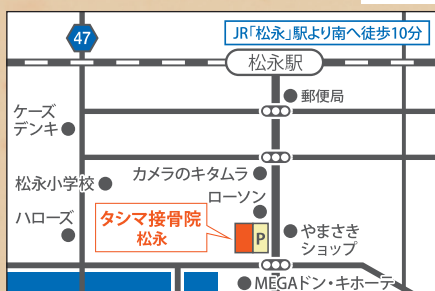 47
JR「松永」駅より南へ徒歩10分
松永駅
郵便局
ケーズ
デンキ
カメラのキタムラ
松永小学校
ローソン
ハローズ
タシマ接骨院
松永
P
やまさき
ショップ
MEGAドン・キホーテ